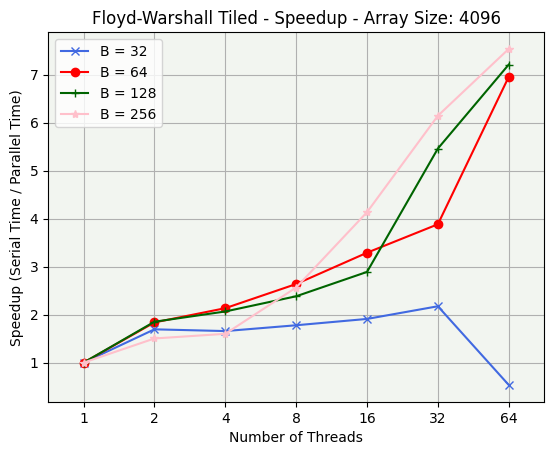 Floyd-Warshall Tiled - Speedup - Array Size: 4096
B = 32
B = 64
B = 128
B = 256
Speedup (Serial Time / Parallel Time)
7
6
5
4
3
2
1
1 2 4 8 16 32 64
Number of Threads